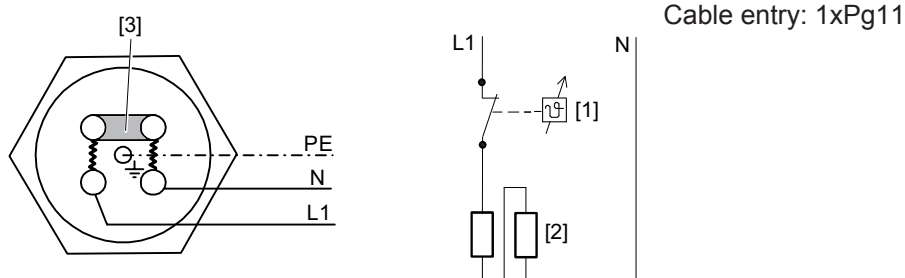 Cable entry: 1xPg11
[3]
PE
N
L1
L1
N
ϑ
[1]
[2]